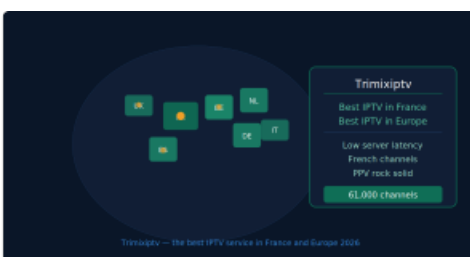 Trimixiptv
Best IPTV in France
Best IPTV in Europe
Low server latency
French channels
PPV rock solid
61,000 channels
UK
BE
NL
DE
IT
Trimixiptv — the best IPTV service in France and Europe 2026